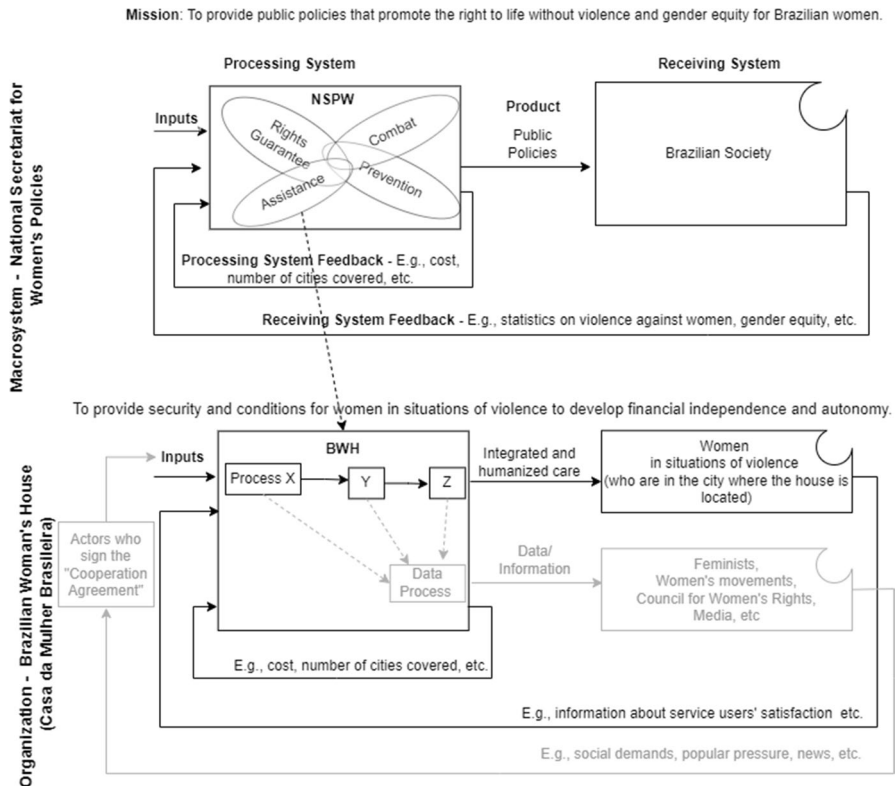 Mission: To provide public policies that promote the right to life without violence and gender equity for Brazilian women.
Macrosystem - National Secretariat for
Women's Policies
Processing System
Receiving System
NSPW
Inputs
Rights
Guarantee
Combat
Assistance
Prevention
Product
Public
Policies
Brazilian Society
Processing System Feedback - E.g., cost,
number of cities covered, etc.
Receiving System Feedback - E.g., statistics on violence against women, gender equity, etc.
Organization - Brazilian Woman's House
(Casa da Mulher Brasileira)
To provide security and conditions for women in situations of violence to develop financial independence and autonomy.
Inputs
BWH
Process X
Y
Z
Integrated and
humanized care
Women
in situations of violence
(who are in the city where the house is
located)
Actors who
sign the
"Cooperation
Agreement"
Data
Process
Data/
Information
Feminists,
Women's movements,
Council for Women's Rights,
Media, etc
E.g., cost, number of cities covered, etc.
E.g., information about service users' satisfaction etc.
E.g., social demands, popular pressure, news, etc.